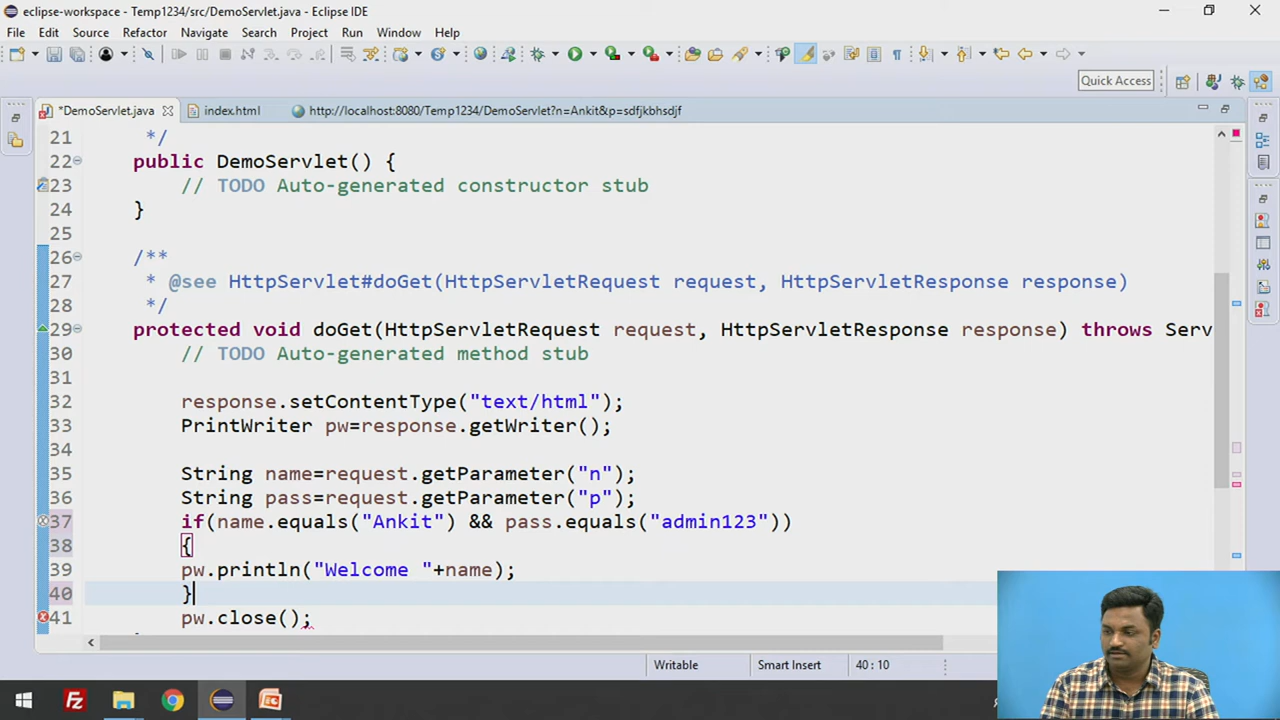 eclipse-workspace - Temp1234/src/DemoServlet.java - Eclipse IDE
File Edit Source Refactor Navigate Search Project Run Window Help
Quick Access
*DemoServlet.java index.html http://localhost:8080/Temp1234/DemoServlet?n=Ankit&p=sdfjkbhsdjf
21 */
22 public DemoServlet() {
23 // TODO Auto-generated constructor stub
24 }
25
26 /**
27 * @see HttpServlet#doGet(HttpServletRequest request, HttpServletResponse response)
28 */
29 protected void doGet(HttpServletRequest request, HttpServletResponse response) throws Serv
30 // TODO Auto-generated method stub
31
32 response.setContentType("text/html");
33 PrintWriter pw=response.getWriter();
34
35 String name=request.getParameter("n");
36 String pass=request.getParameter("p");
37 if(name.equals("Ankit") && pass.equals("admin123"))
38 {
39 pw.println("Welcome "+name);
40 }
41 pw.close();
Writable Smart Insert 40 : 10